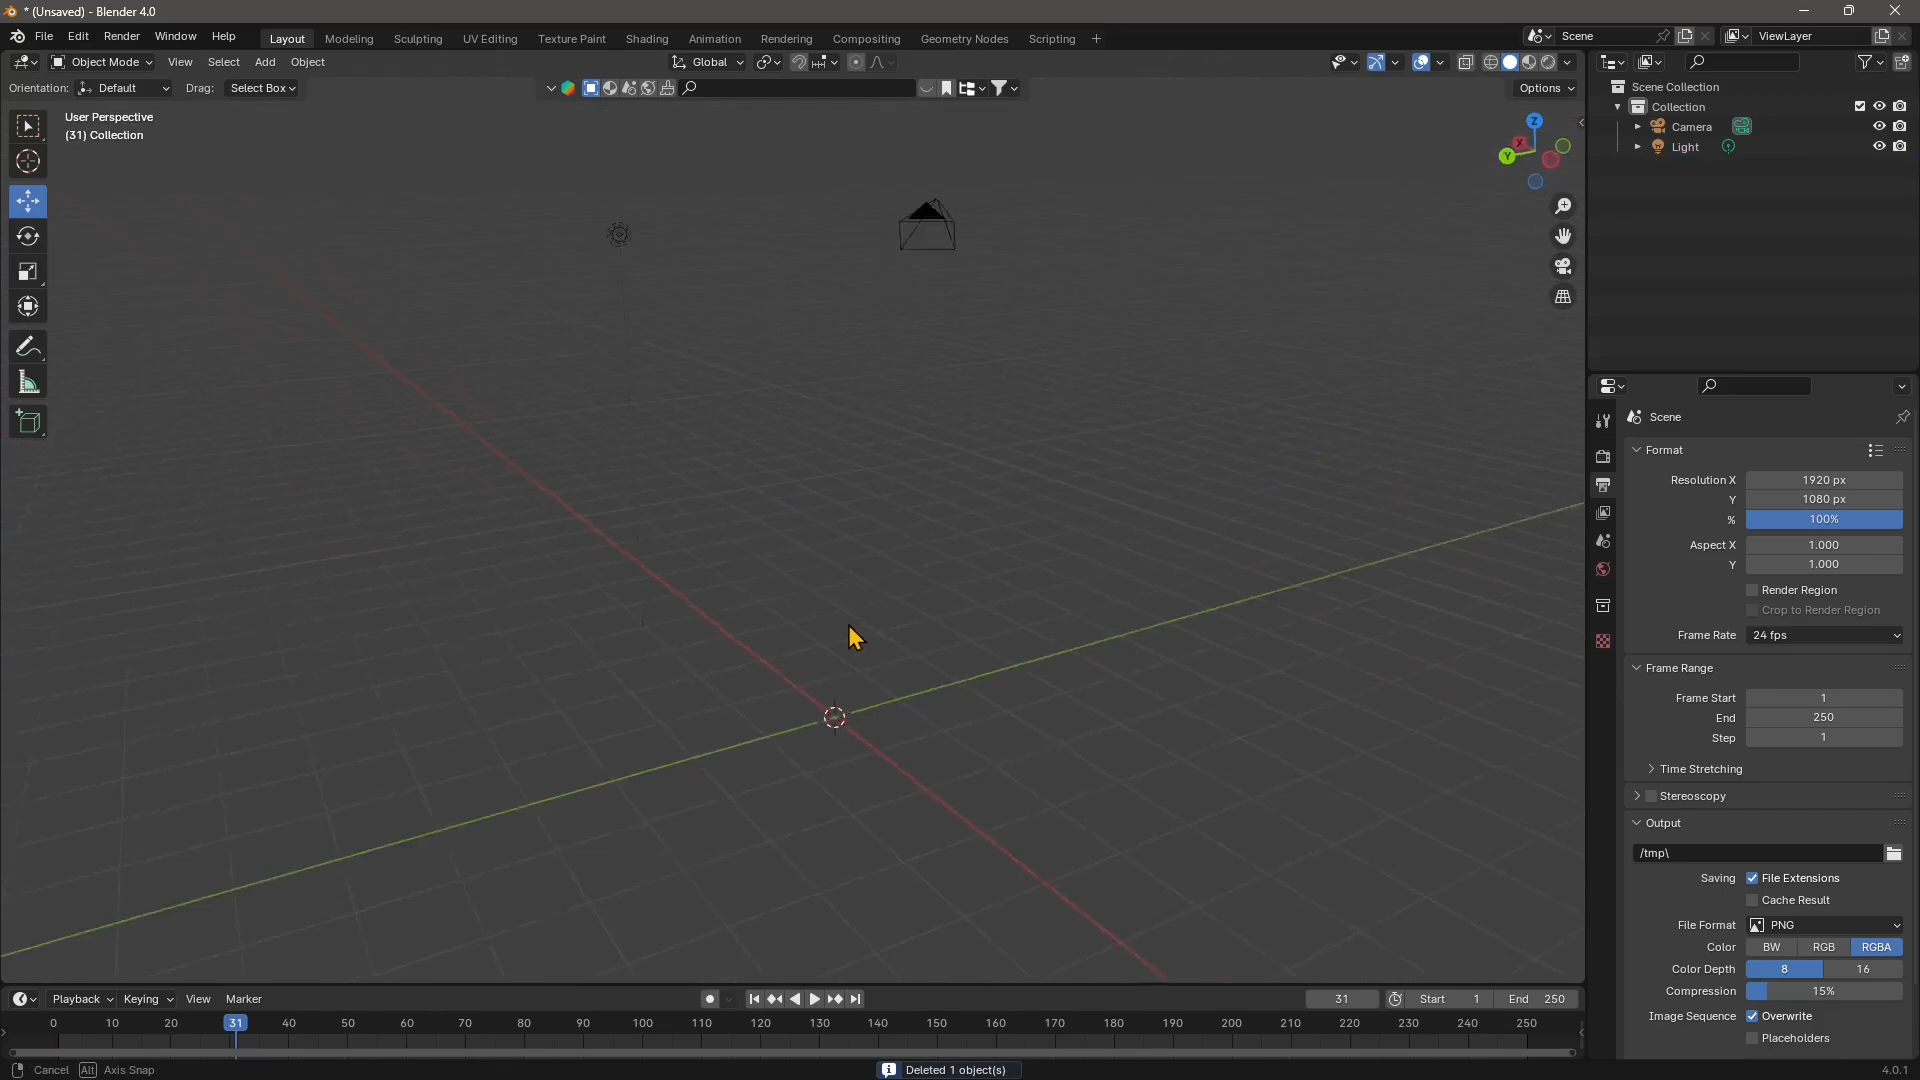 * (Unsaved) - Blender 4.0
File Edit Render Window Help Layout Modeling Sculpting UV Editing Texture Paint Shading Animation Rendering Compositing Geometry Nodes Scripting + Scene ViewLayer
Object Mode View Select Add Object Global
Orientation: Default Drag: Select Box Options
User Perspective
(31) Collection
Z
X
Y
Scene Collection
Collection
Camera
Light
Scene
Format
Resolution X 1920 px
Y 1080 px
% 100%
Aspect X 1.000
Y 1.000
Render Region
Crop to Render Region
Frame Rate 24 fps
Frame Range
Frame Start 1
End 250
Step 1
Time Stretching
Stereoscopy
Output
/tmp\
Saving File Extensions
Cache Result
File Format PNG
Color BW RGB RGBA
Color Depth 8 16
Compression 15%
Image Sequence Overwrite
Placeholders
Playback Keying View Marker 31 Start 1 End 250
0 10 20 31 40 50 60 70 80 90 100 110 120 130 140 150 160 170 180 190 200 210 220 230 240 250
Cancel Alt Axis Snap Deleted 1 object(s) 4.0.1